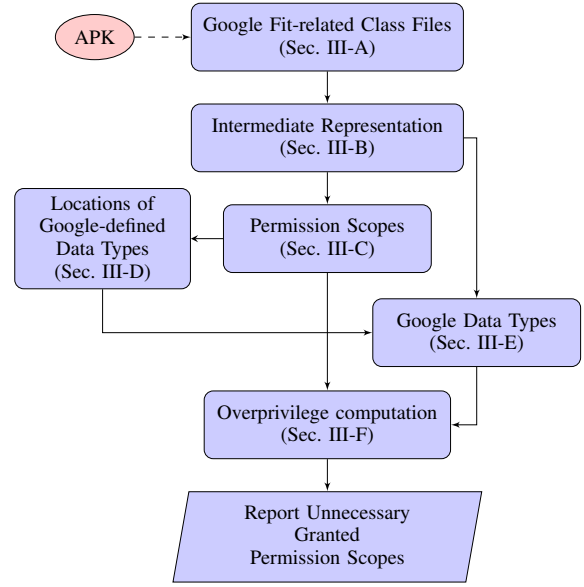 APK
Google Fit-related Class Files
(Sec. III-A)
Intermediate Representation
(Sec. III-B)
Locations of
Google-defined
Data Types
(Sec. III-D)
Permission Scopes
(Sec. III-C)
Google Data Types
(Sec. III-E)
Overprivilege computation
(Sec. III-F)
Report Unnecessary
Granted
Permission Scopes